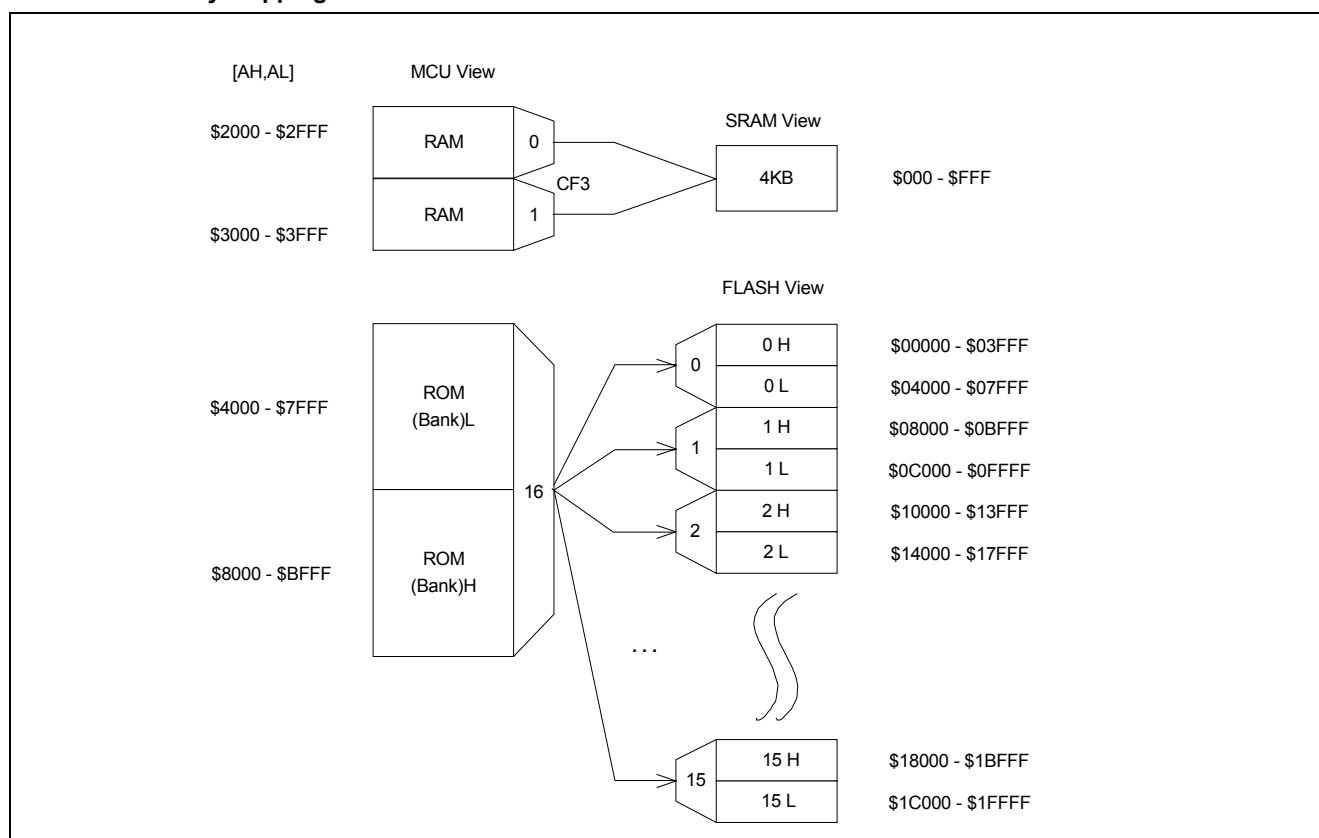 [AH,AL] MCU View
$2000 - $2FFF RAM 0
SRAM View
4KB $000 - $FFF
CF3
$3000 - $3FFF RAM 1
FLASH View
0 H $00000 - $03FFF
0
0 L $04000 - $07FFF
$4000 - $7FFF ROM
(Bank)L
1 H $08000 - $0BFFF
1
1 L $0C000 - $0FFFF
16
2 H $10000 - $13FFF
2
2 L $14000 - $17FFF
$8000 - $BFFF ROM
(Bank)H
. . .
15 H $18000 - $1BFFF
15
15 L $1C000 - $1FFFF